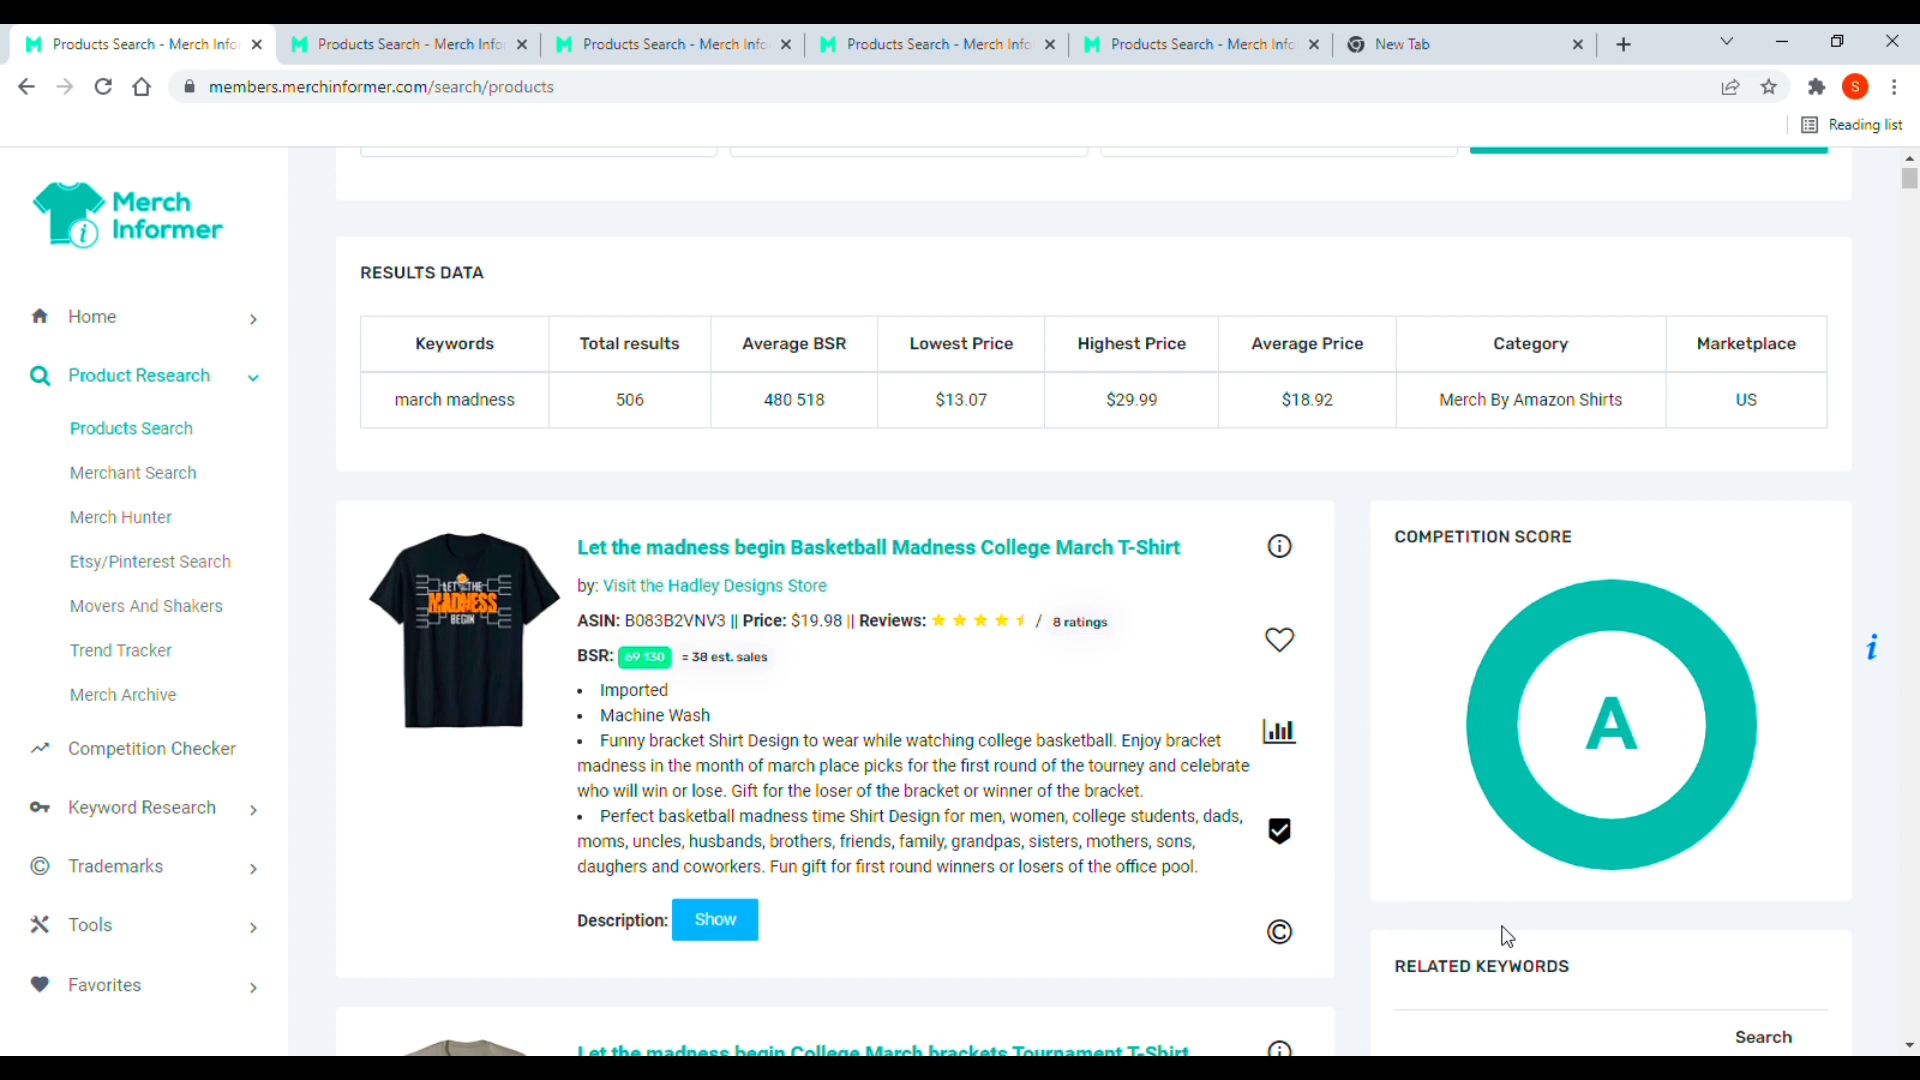 Products Search - Merch Info
Products Search - Merch Info
Products Search - Merch Info
Products Search - Merch Info
Products Search - Merch Info
New Tab
members.merchinformer.com/search/products
S
Reading list
Merch
Informer
i
Home
Product Research
Products Search
Merchant Search
Merch Hunter
Etsy/Pinterest Search
Movers And Shakers
Trend Tracker
Merch Archive
Competition Checker
Keyword Research
Trademarks
Tools
Favorites
RESULTS DATA
Keywords Total results Average BSR Lowest Price Highest Price Average Price Category Marketplace
march madness 506 480 518 $13.07 $29.99 $18.92 Merch By Amazon Shirts US
LET THE
MADNESS
BEGIN
Let the madness begin Basketball Madness College March T-Shirt
by: Visit the Hadley Designs Store
ASIN: B083B2VNV3 || Price: $19.98 || Reviews: / 8 ratings
BSR: 69 130 = 38 est. sales
• Imported
• Machine Wash
• Funny bracket Shirt Design to wear while watching college basketball. Enjoy bracket
madness in the month of march place picks for the first round of the tourney and celebrate
who will win or lose. Gift for the loser of the bracket or winner of the bracket.
• Perfect basketball madness time Shirt Design for men, women, college students, dads,
moms, uncles, husbands, brothers, friends, family, grandpas, sisters, mothers, sons,
daughers and coworkers. Fun gift for first round winners or losers of the office pool.
Description: Show
COMPETITION SCORE
A
i
RELATED KEYWORDS
Search
Let the madness begin College March brackets Tournament T-Shirt